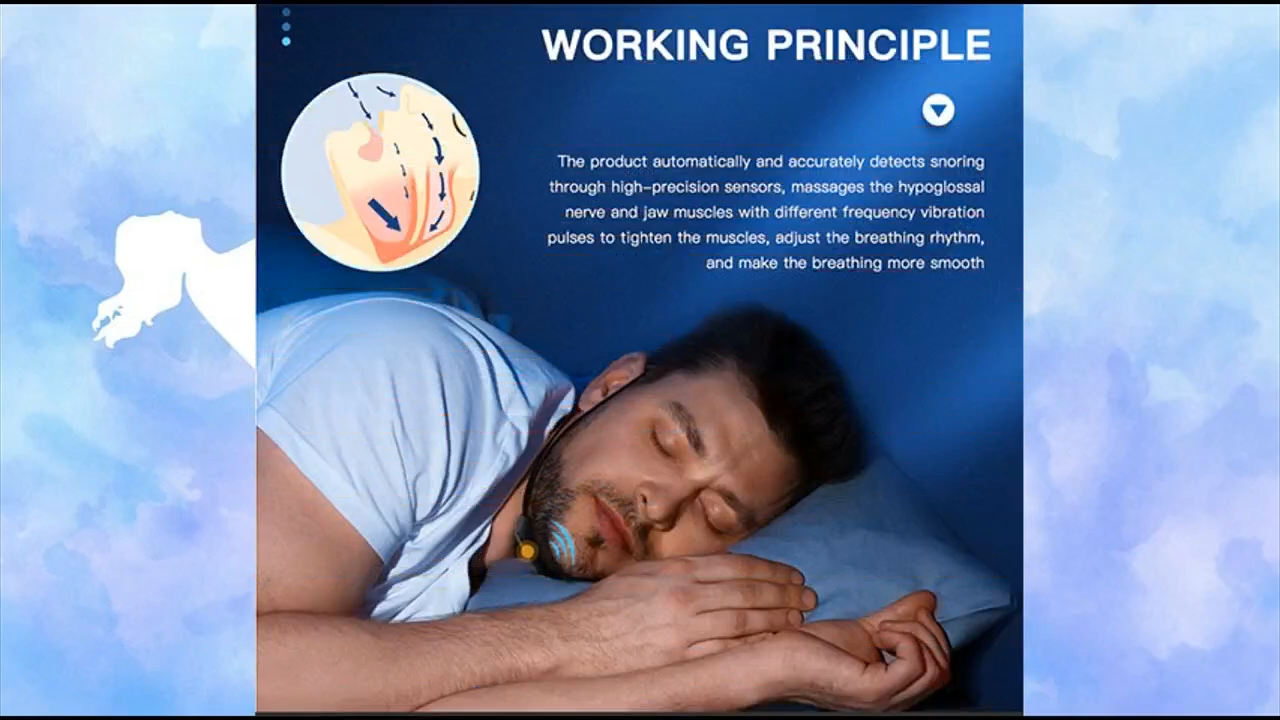 WORKING PRINCIPLE
The product automatically and accurately detects snoring
through high-precision sensors, massages the hypoglossal
nerve and jaw muscles with different frequency vibration
pulses to tighten the muscles, adjust the breathing rhythm,
and make the breathing more smooth